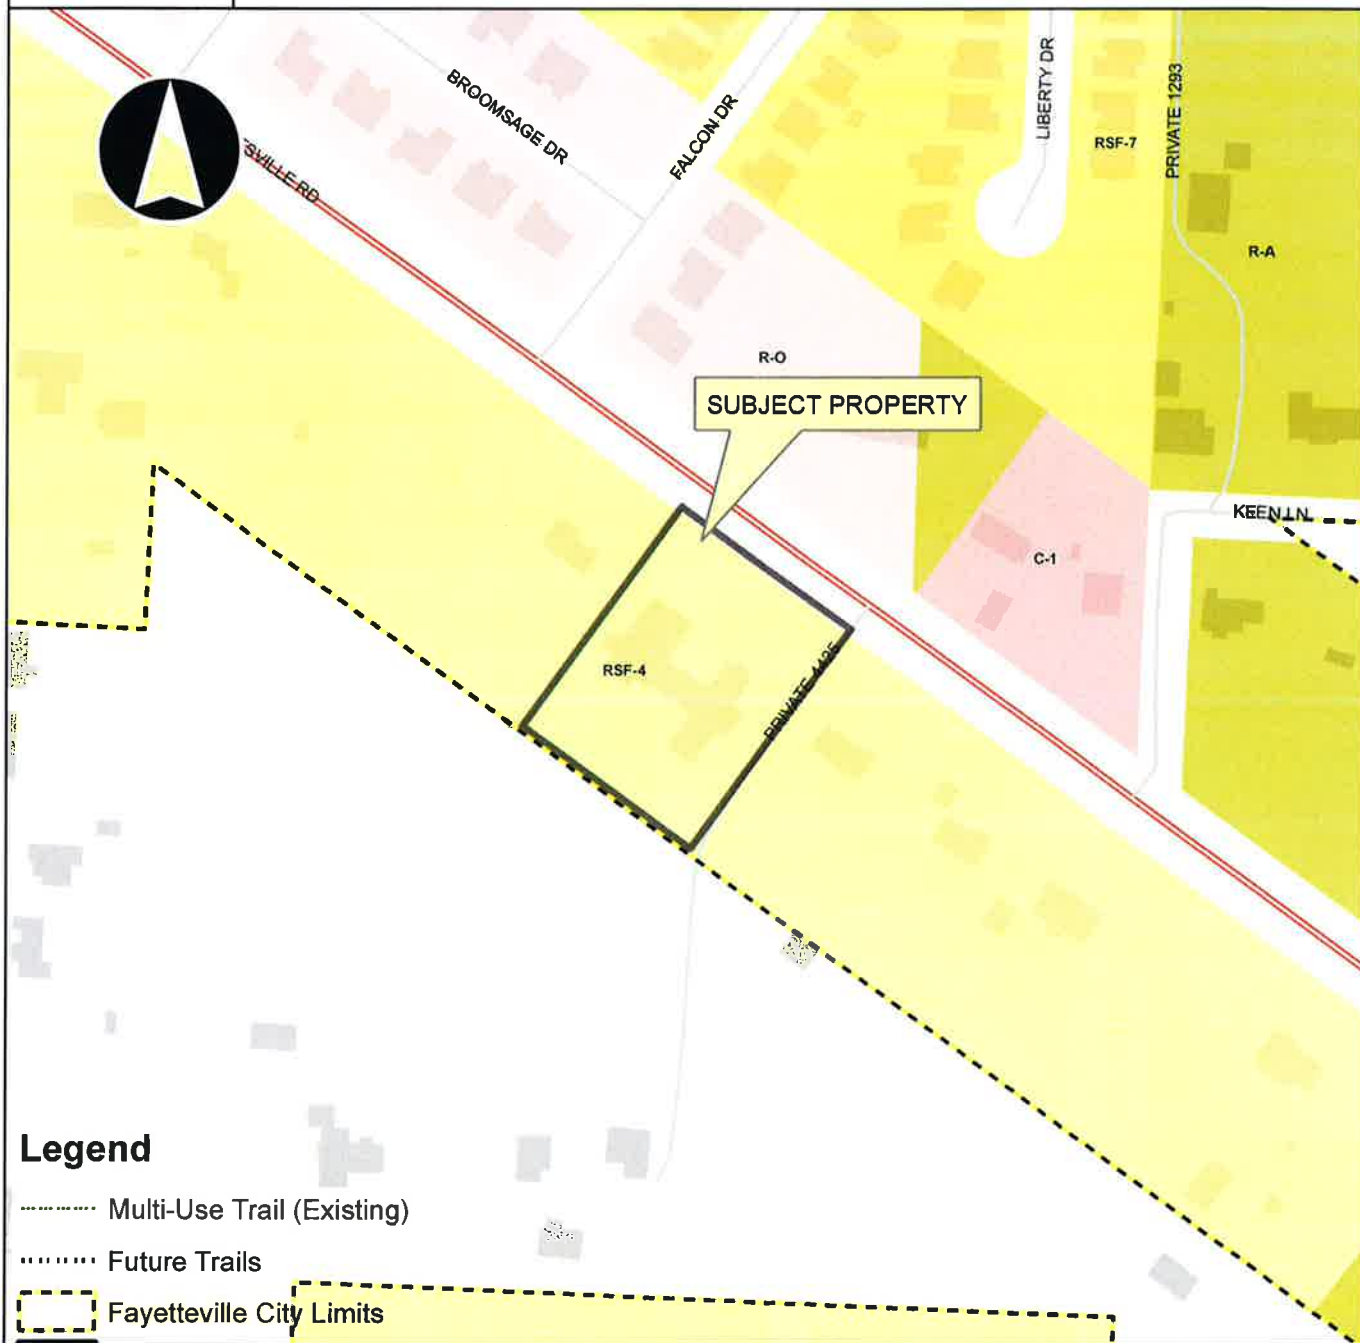 BROOMSAGE DR
FALCON DR
LIBERTY DR
PRIVATE 1293
RSF-7
SVILLE RD
R-A
R-O
SUBJECT PROPERTY
KEEN LN
C-1
RSF-4
PRIVATE 4425
Legend
Multi-Use Trail (Existing)
Future Trails
Fayetteville City Limits